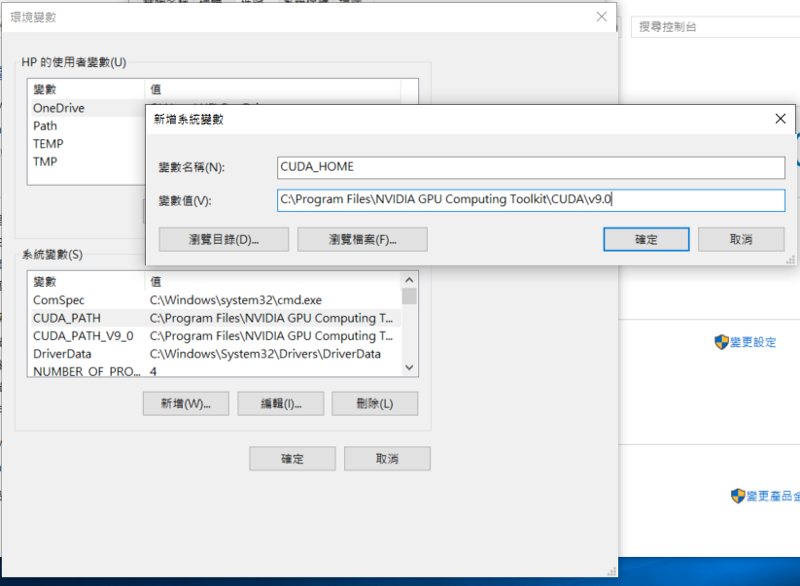 環境變數
搜尋控制台
HP 的使用者變數(U)
變數 值
OneDrive
Path
TEMP
TMP
新增系統變數
變數名稱(N): CUDA_HOME
變數值(V): C:\Program Files\NVIDIA GPU Computing Toolkit\CUDA\v9.0
瀏覽目錄(D)... 瀏覽檔案(F)... 確定 取消
系統變數(S)
變數 值
ComSpec C:\Windows\system32\cmd.exe
CUDA_PATH C:\Program Files\NVIDIA GPU Computing T...
CUDA_PATH_V9_0 C:\Program Files\NVIDIA GPU Computing T...
DriverData C:\Windows\System32\Drivers\DriverData
NUMBER_OF_PRO... 4
新增(W)... 編輯(I)... 刪除(L)
確定 取消
變更設定
變更產品金